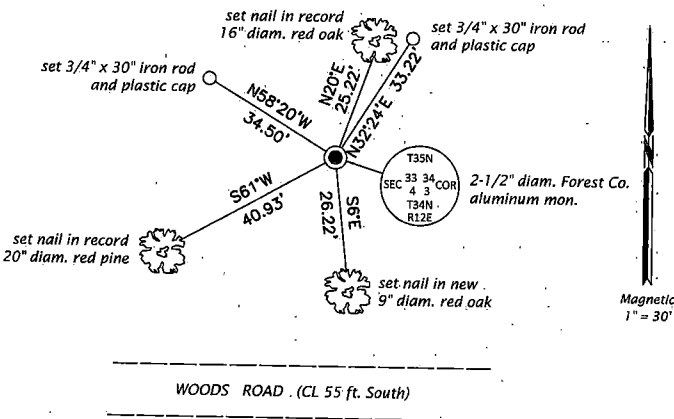 set nail in record
16" diam. red oak
set 3/4" x 30" iron rod
and plastic cap
set 3/4" x 30" iron rod
and plastic cap
N58°20'W
34.50'
N20°E
25.22'
N32°24'E 33.22'
T35N
SEC 33 34 COR
4 3
T34N
R12E
2-1/2" diam. Forest Co.
aluminum mon.
S61°W
40.93'
S6°E
26.22'
set nail in record
20" diam. red pine
set nail in new
9" diam. red oak
N
Magnetic
1" = 30'
WOODS ROAD . (CL 55 ft. South)